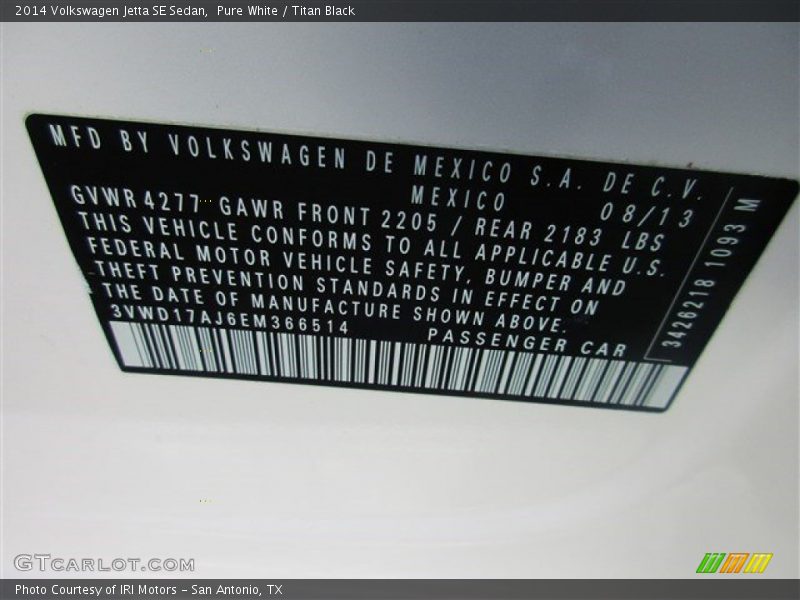 2014 Volkswagen Jetta SE Sedan,  Pure White / Titan Black
MFD BY VOLKSWAGEN DE MEXICO S.A. DE C.V.
MEXICO 08/13
GVWR 4277 GAWR FRONT 2205 / REAR 2183 LBS
THIS VEHICLE CONFORMS TO ALL APPLICABLE U.S.
FEDERAL MOTOR VEHICLE SAFETY, BUMPER AND
THEFT PREVENTION STANDARDS IN EFFECT ON
THE DATE OF MANUFACTURE SHOWN ABOVE.
3VWD17AJ6EM366514 PASSENGER CAR
3426218 1093 M
GTCARLOT.COM
Photo Courtesy of IRI Motors - San Antonio, TX